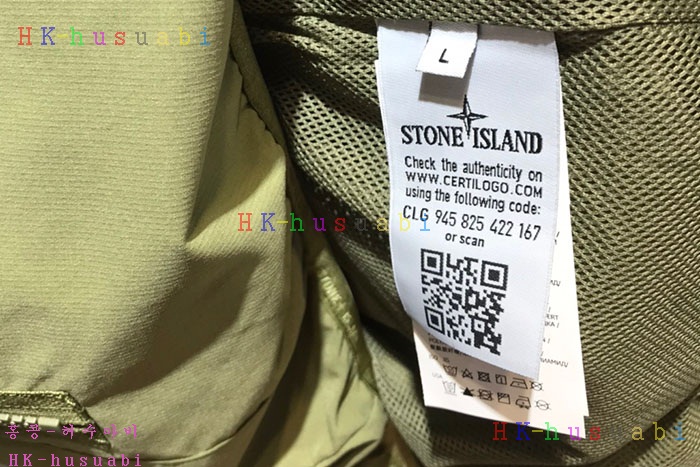 HK-husuabi
L
STONE ISLAND
Check the authenticity on
WWW.CERTILOGO.COM
using the following code:
CLG 945 825 422 167
or scan
HK-husuabi
HK-husuabi
홍콩-허수아비
HK-husuabi